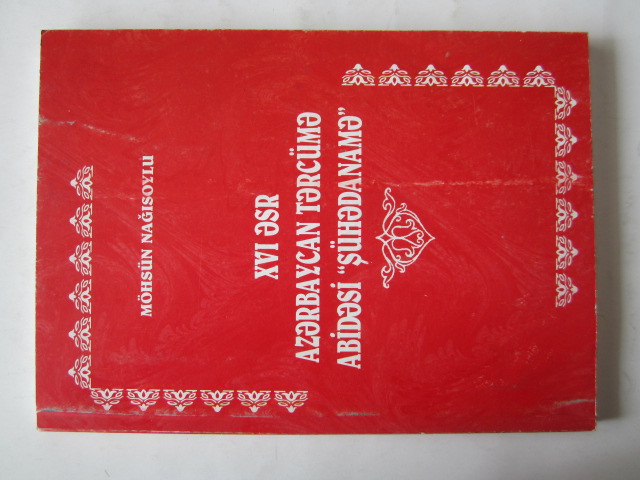 MÖHSÜN NAĞISOYLU
XVI ƏSR
AZƏRBAYCAN TƏRCÜMƏ
ABİDƏSİ “ŞÜHƏDANAMƏ”